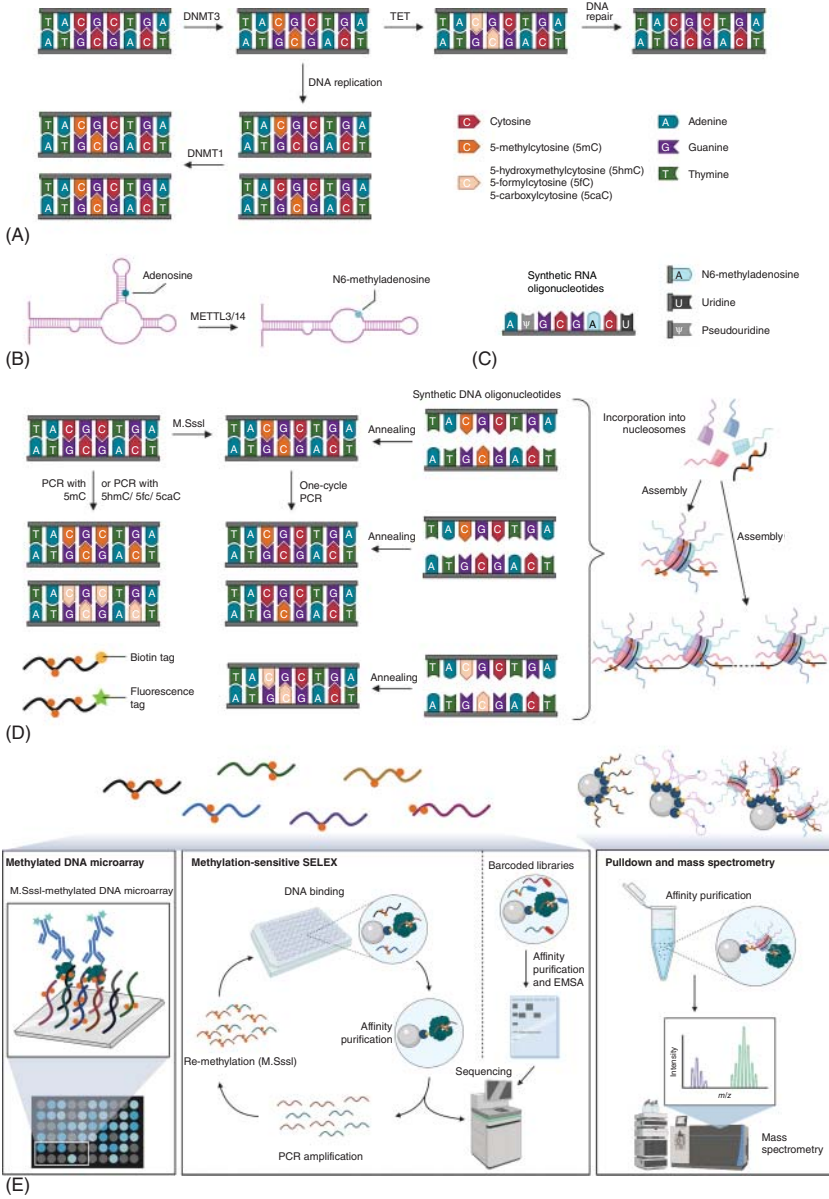 DNMT3
TET
DNA
repair
T A C G C T G A
A T G C G A C T
T A C G C T G A
A T G C G A C T
T A C G C T G A
A T G C G A C T
T A C G C T G A
A T G C G A C T
DNA replication
T A C G C T G A
A T G C G A C T
T A C G C T G A
A T G C G A C T
DNMT1
T A C G C T G A
A T G C G A C T
T A C G C T G A
A T G C G A C T
C Cytosine
C 5-methylcytosine (5mC)
5-hydroxymethylcytosine (5hmC)
C 5-formylcytosine (5fC)
5-carboxylcytosine (5caC)
A Adenine
G Guanine
T Thymine
(A)
Adenosine
METTL3/14
N6-methyladenosine
(B)
Synthetic RNA
oligonucleotides
A Ψ G C G A C U
A N6-methyladenosine
U Uridine
Ψ Pseudouridine
(C)
T A C G C T G A
A T G C G A C T
M.SssI
T A C G C T G A
A T G C G A C T
Annealing
Synthetic DNA oligonucleotides
T A C G C T G A
A T G C G A C T
PCR with
5mC
or PCR with
5hmC/ 5fc/ 5caC
One-cycle
PCR
T A C G C T G A
A T G C G A C T
T A C G C T G A
A T G C G A C T
T A C G C T G A
A T G C G A C T
T A C G C T G A
A T G C G A C T
Annealing
T A C G C T G A
A T G C G A C T
Biotin tag
Fluorescence
tag
T A C G C T G A
A T G C G A C T
Annealing
T A C G C T G A
A T G C G A C T
Incorporation into
nucleosomes
Assembly
Assembly
(D)
Methylated DNA microarray
M.SssI-methylated DNA microarray
Methylation-sensitive SELEX
DNA binding
Affinity
purification
Re-methylation (M.SssI)
PCR amplification
Barcoded libraries
Affinity
purification
and EMSA
Sequencing
Pulldown and mass spectrometry
Affinity purification
Intensity
m/z
Mass
spectrometry
(E)